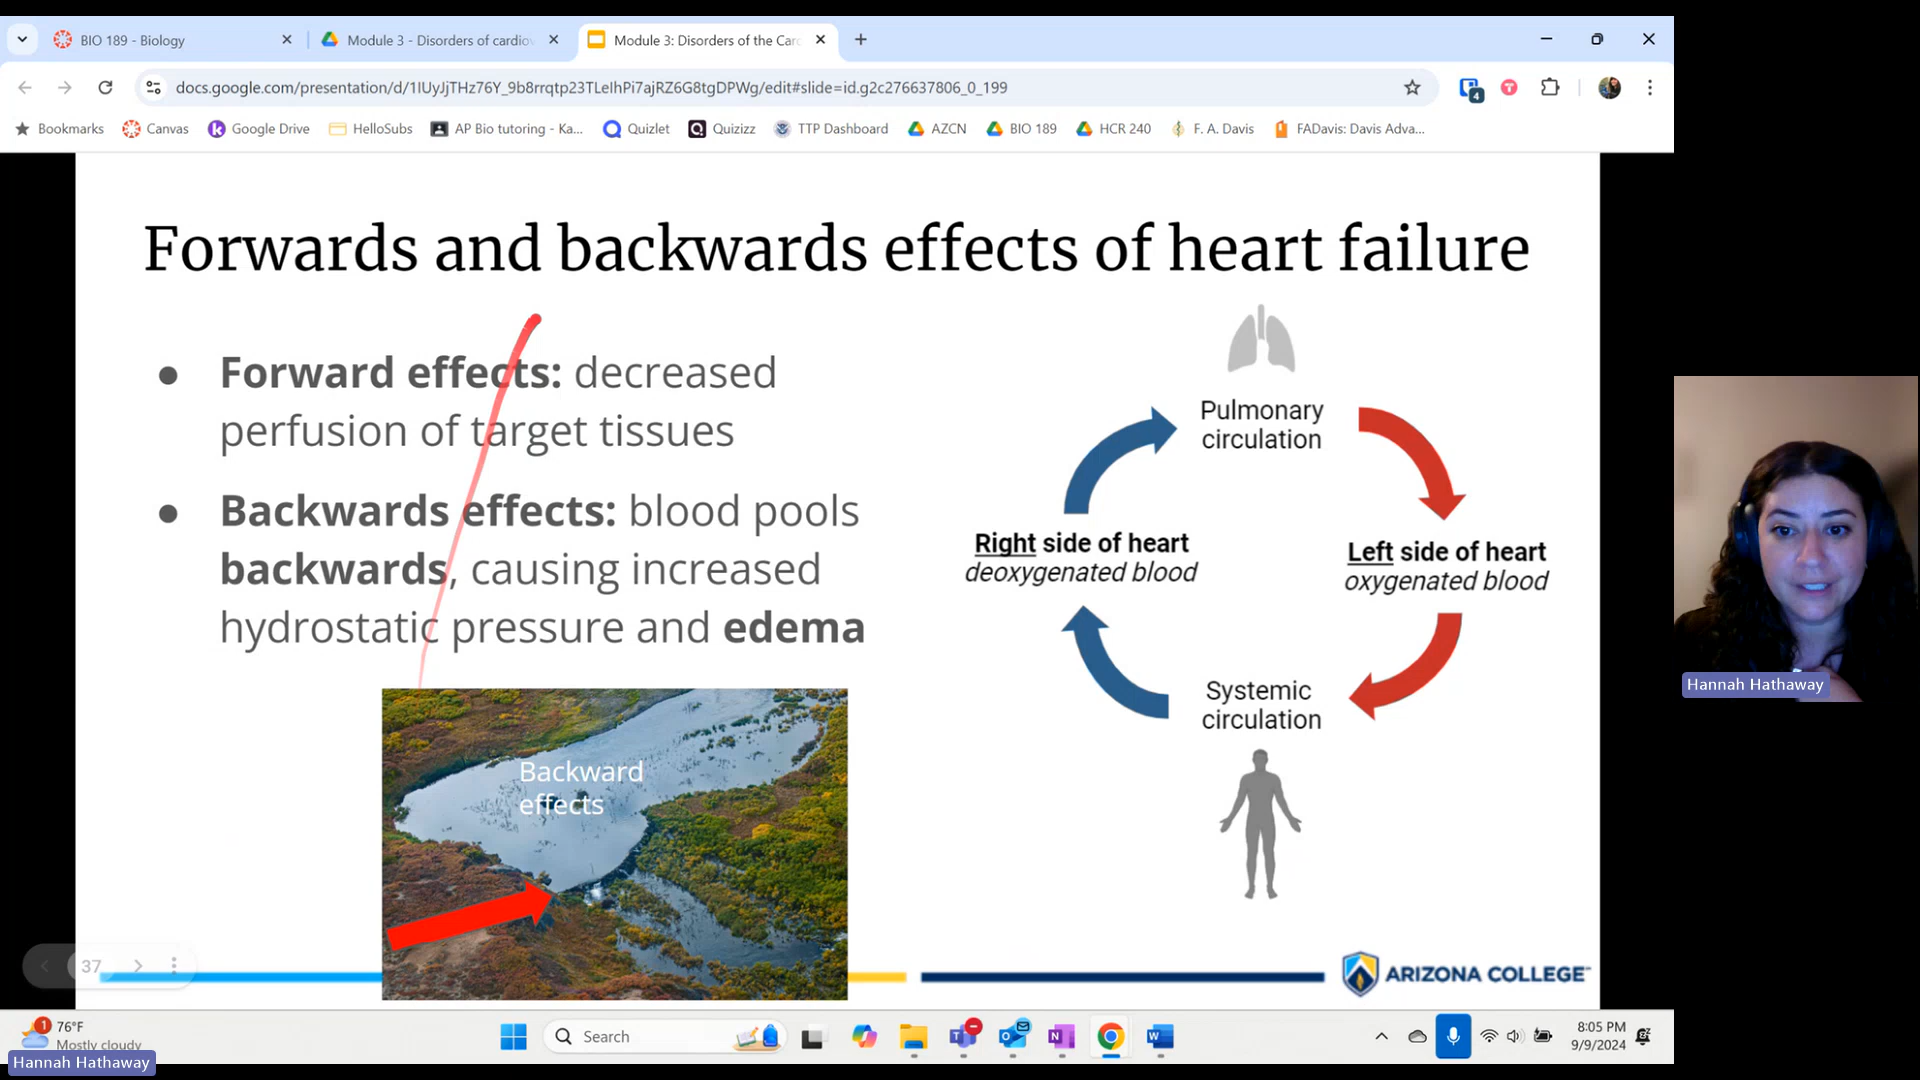 BIO 189 - Biology
Module 3 - Disorders of cardiov
Module 3: Disorders of the Car
docs.google.com/presentation/d/1IUyJjTHz76Y_9b8rrqtp23TLeIhPi7ajRZ6G8tgDPWg/edit#slide=id.g2c276637806_0_199
4
Bookmarks
Canvas
Google Drive
HelloSubs
AP Bio tutoring - Ka...
Quizlet
Quizizz
TTP Dashboard
AZCN
BIO 189
HCR 240
F. A. Davis
FADavis: Davis Adva...
Forwards and backwards effects of heart failure
● Forward effects: decreased
perfusion of target tissues
● Backwards effects: blood pools
backwards, causing increased
hydrostatic pressure and edema
Backward
effects
Pulmonary
circulation
Right side of heart
deoxygenated blood
Left side of heart
oxygenated blood
Systemic
circulation
37
ARIZONA COLLEGE
Hannah Hathaway
1
76°F
Mostly cloudy
Search
8:05 PM
9/9/2024
Hannah Hathaway